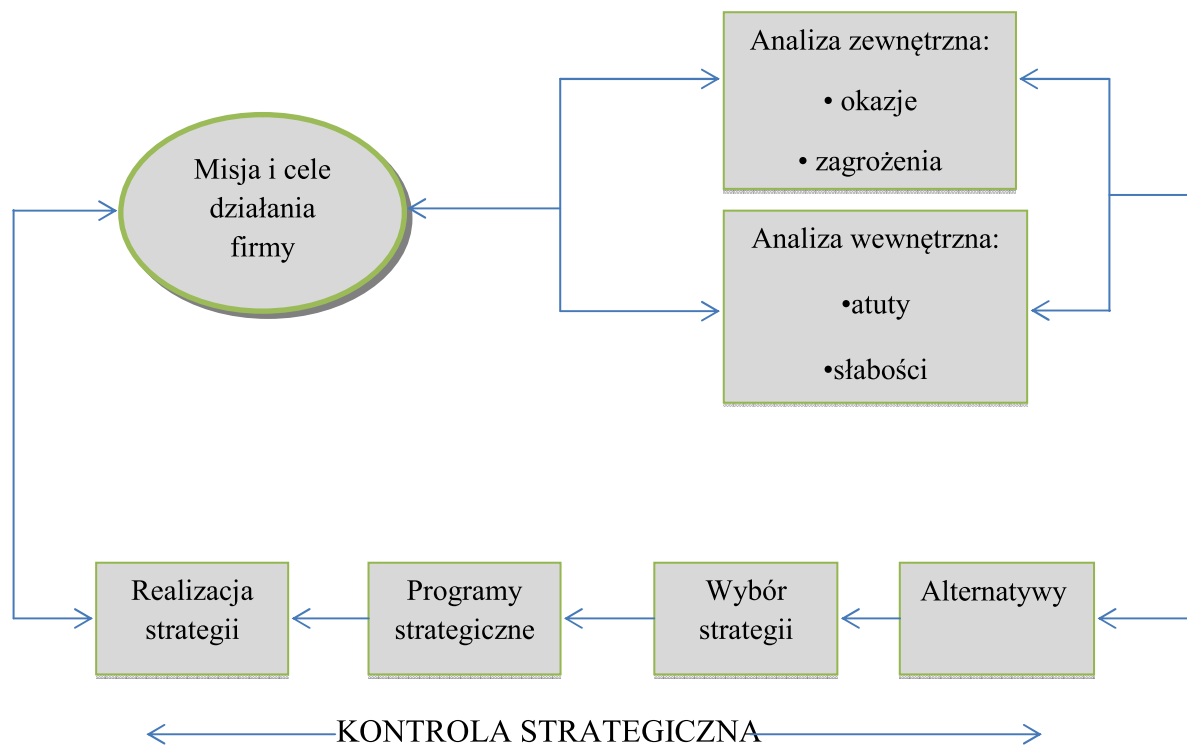 Analiza zewnętrzna:
• okazje
• zagrożenia
Misja i cele
działania
firmy
Analiza wewnętrzna:
•atuty
•słabości
Realizacja
strategii
Programy
strategiczne
Wybór
strategii
Alternatywy
KONTROLA STRATEGICZNA